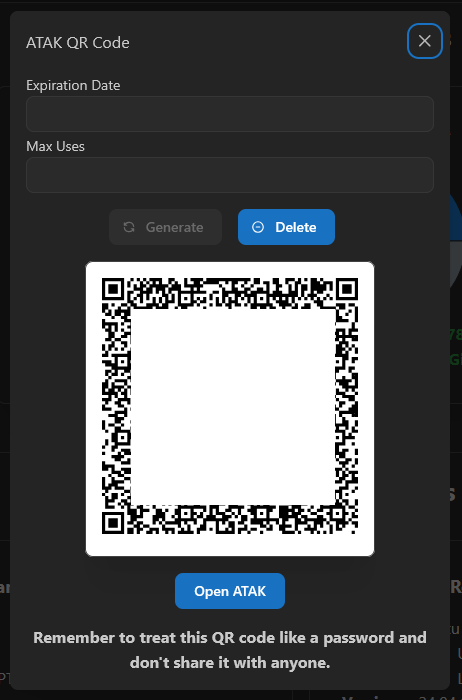 ATAK QR Code
Expiration Date
Max Uses
Generate
Delete
Open ATAK
Remember to treat this QR code like a password and
don't share it with anyone.